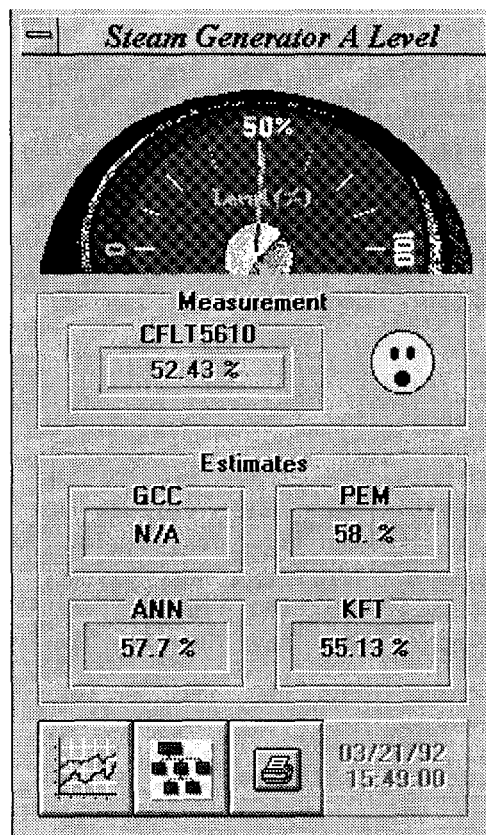 Steam Generator A Level
50%
Level (%)
0
100
Measurement
CFLT5610
52.43 %
Estimates
GCC
PEM
N/A
58. %
ANN
KFT
57.7 %
55.13 %
03/21/92
15:49:00